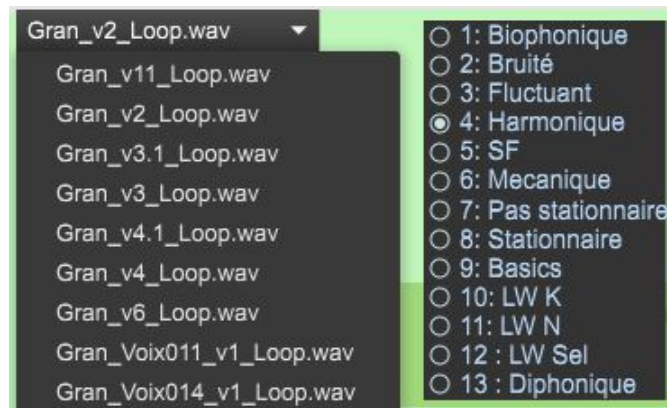 Gran_v2_Loop.wav
Gran_v11_Loop.wav
Gran_v2_Loop.wav
Gran_v3.1_Loop.wav
Gran_v3_Loop.wav
Gran_v4.1_Loop.wav
Gran_v4_Loop.wav
Gran_v6_Loop.wav
Gran_Voix011_v1_Loop.wav
Gran_Voix014_v1_Loop.wav
1: Biophonique
2: Bruité
3: Fluctuant
4: Harmonique
5: SF
6: Mecanique
7: Pas stationnaire
8: Stationnaire
9: Basics
10: LW K
11: LW N
12 : LW Sel
13 : Diphonique